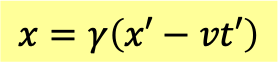 x = γ(x′ − vt′)